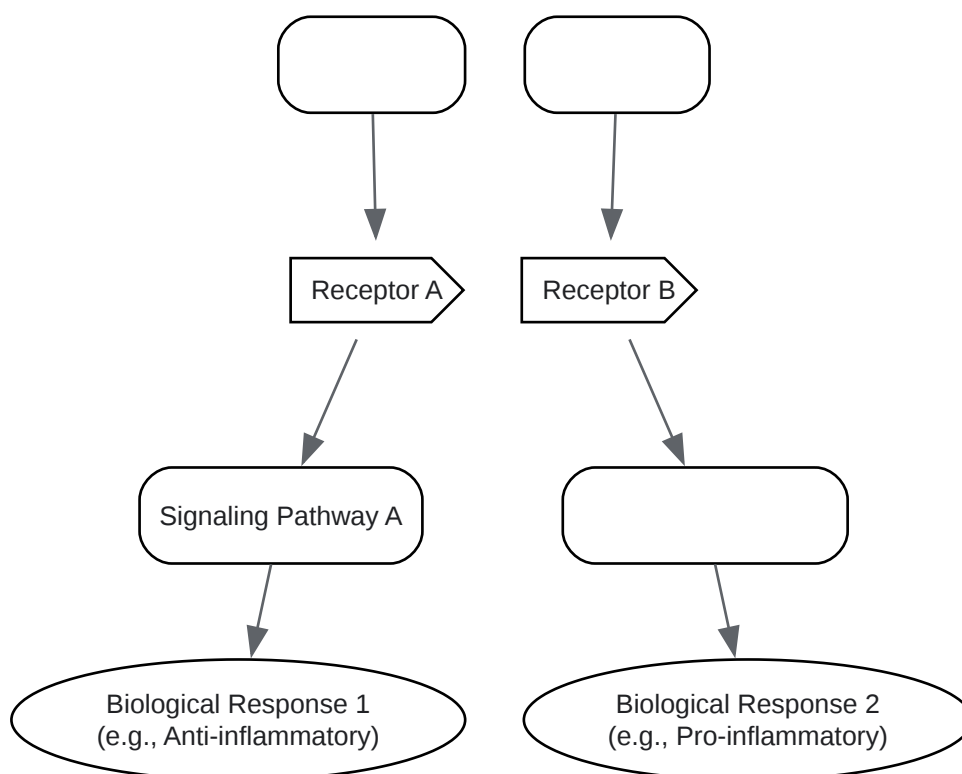 Receptor A
Receptor B
Signaling Pathway A
Biological Response 1
(e.g., Anti-inflammatory)
Biological Response 2
(e.g., Pro-inflammatory)